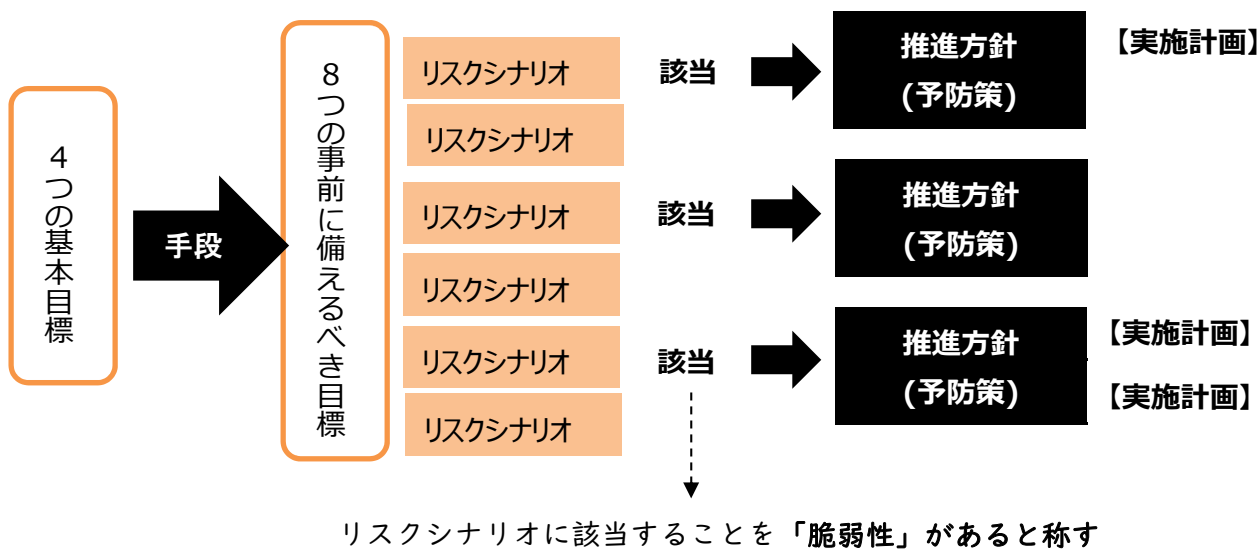 4つの基本目標
手段
8つの事前に備えるべき目標
リスクシナリオ
該当
推進方針
(予防策)
【実施計画】
リスクシナリオ
リスクシナリオ
該当
推進方針
(予防策)
リスクシナリオ
リスクシナリオ
該当
推進方針
(予防策)
【実施計画】
【実施計画】
リスクシナリオ
リスクシナリオに該当することを「脆弱性」があると称す